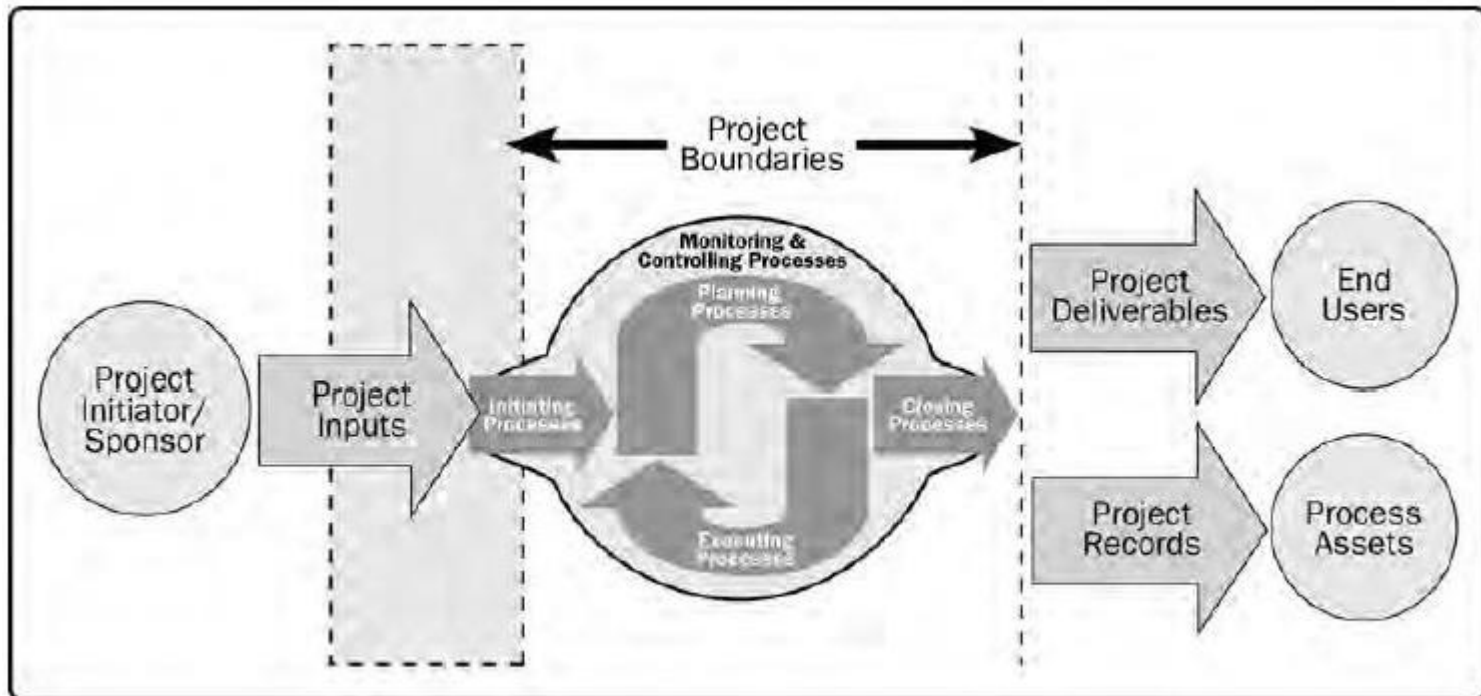 Project
Boundaries
Monitoring &
Controlling Processes
Planning
Processes
Project
Initiator/
Sponsor
Project
Inputs
Initiating
Processes
Closing
Processes
Executing
Processes
Project
Deliverables
End
Users
Project
Records
Process
Assets